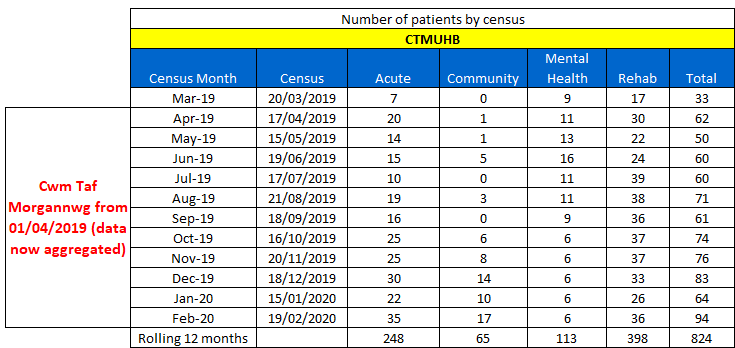 Number of patients by census
CTMUHB
Census Month Census Acute Community Mental Health Rehab Total
Mar-19 20/03/2019 7 0 9 17 33
Cwm Taf
Morgannwg from
01/04/2019 (data
now aggregated)
Apr-19 17/04/2019 20 1 11 30 62
May-19 15/05/2019 14 1 13 22 50
Jun-19 19/06/2019 15 5 16 24 60
Jul-19 17/07/2019 10 0 11 39 60
Aug-19 21/08/2019 19 3 11 38 71
Sep-19 18/09/2019 16 0 9 36 61
Oct-19 16/10/2019 25 6 6 37 74
Nov-19 20/11/2019 25 8 6 37 76
Dec-19 18/12/2019 30 14 6 33 83
Jan-20 15/01/2020 22 10 6 26 64
Feb-20 19/02/2020 35 17 6 36 94
Rolling 12 months 248 65 113 398 824